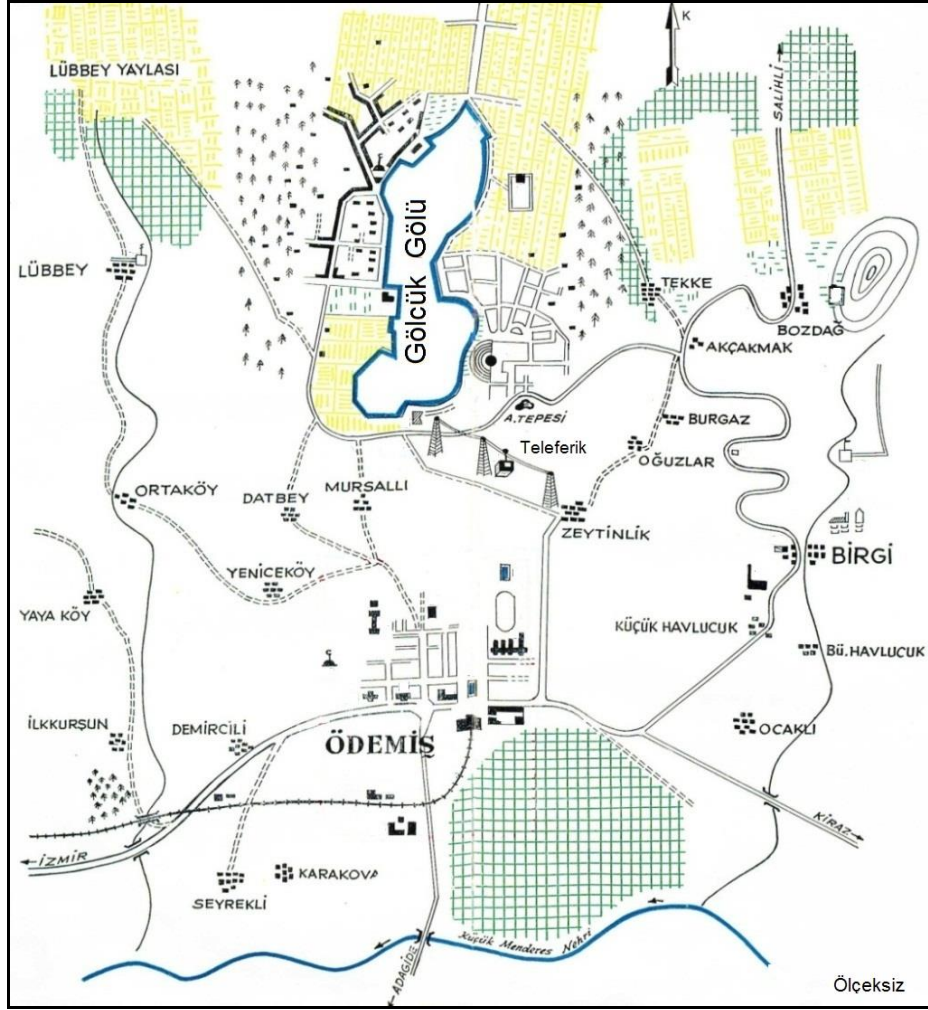 K
LÜBBEY YAYLASI
SALİHLİ
Gölcük Gölü
LÜBBEY
TEKKE
BOZDAĞ
AKÇAKMAK
A.TEPESİ
BURGAZ
Teleferik
OĞUZLAR
ORTAKÖY
DATBEY
MURSALLI
ZEYTİNLİK
BİRGİ
YENİCEKÖY
YAYA KÖY
KÜÇÜK HAVLUCUK
BÜ. HAVLUCUK
İLKKURŞUN
DEMİRCİLİ
ÖDEMİŞ
OCAKLI
KİRAZ
İZMİR
KARAKOVA
SEYREKLİ
Küçük Menderes Nehri
ADAGİDE
Ölçeksiz